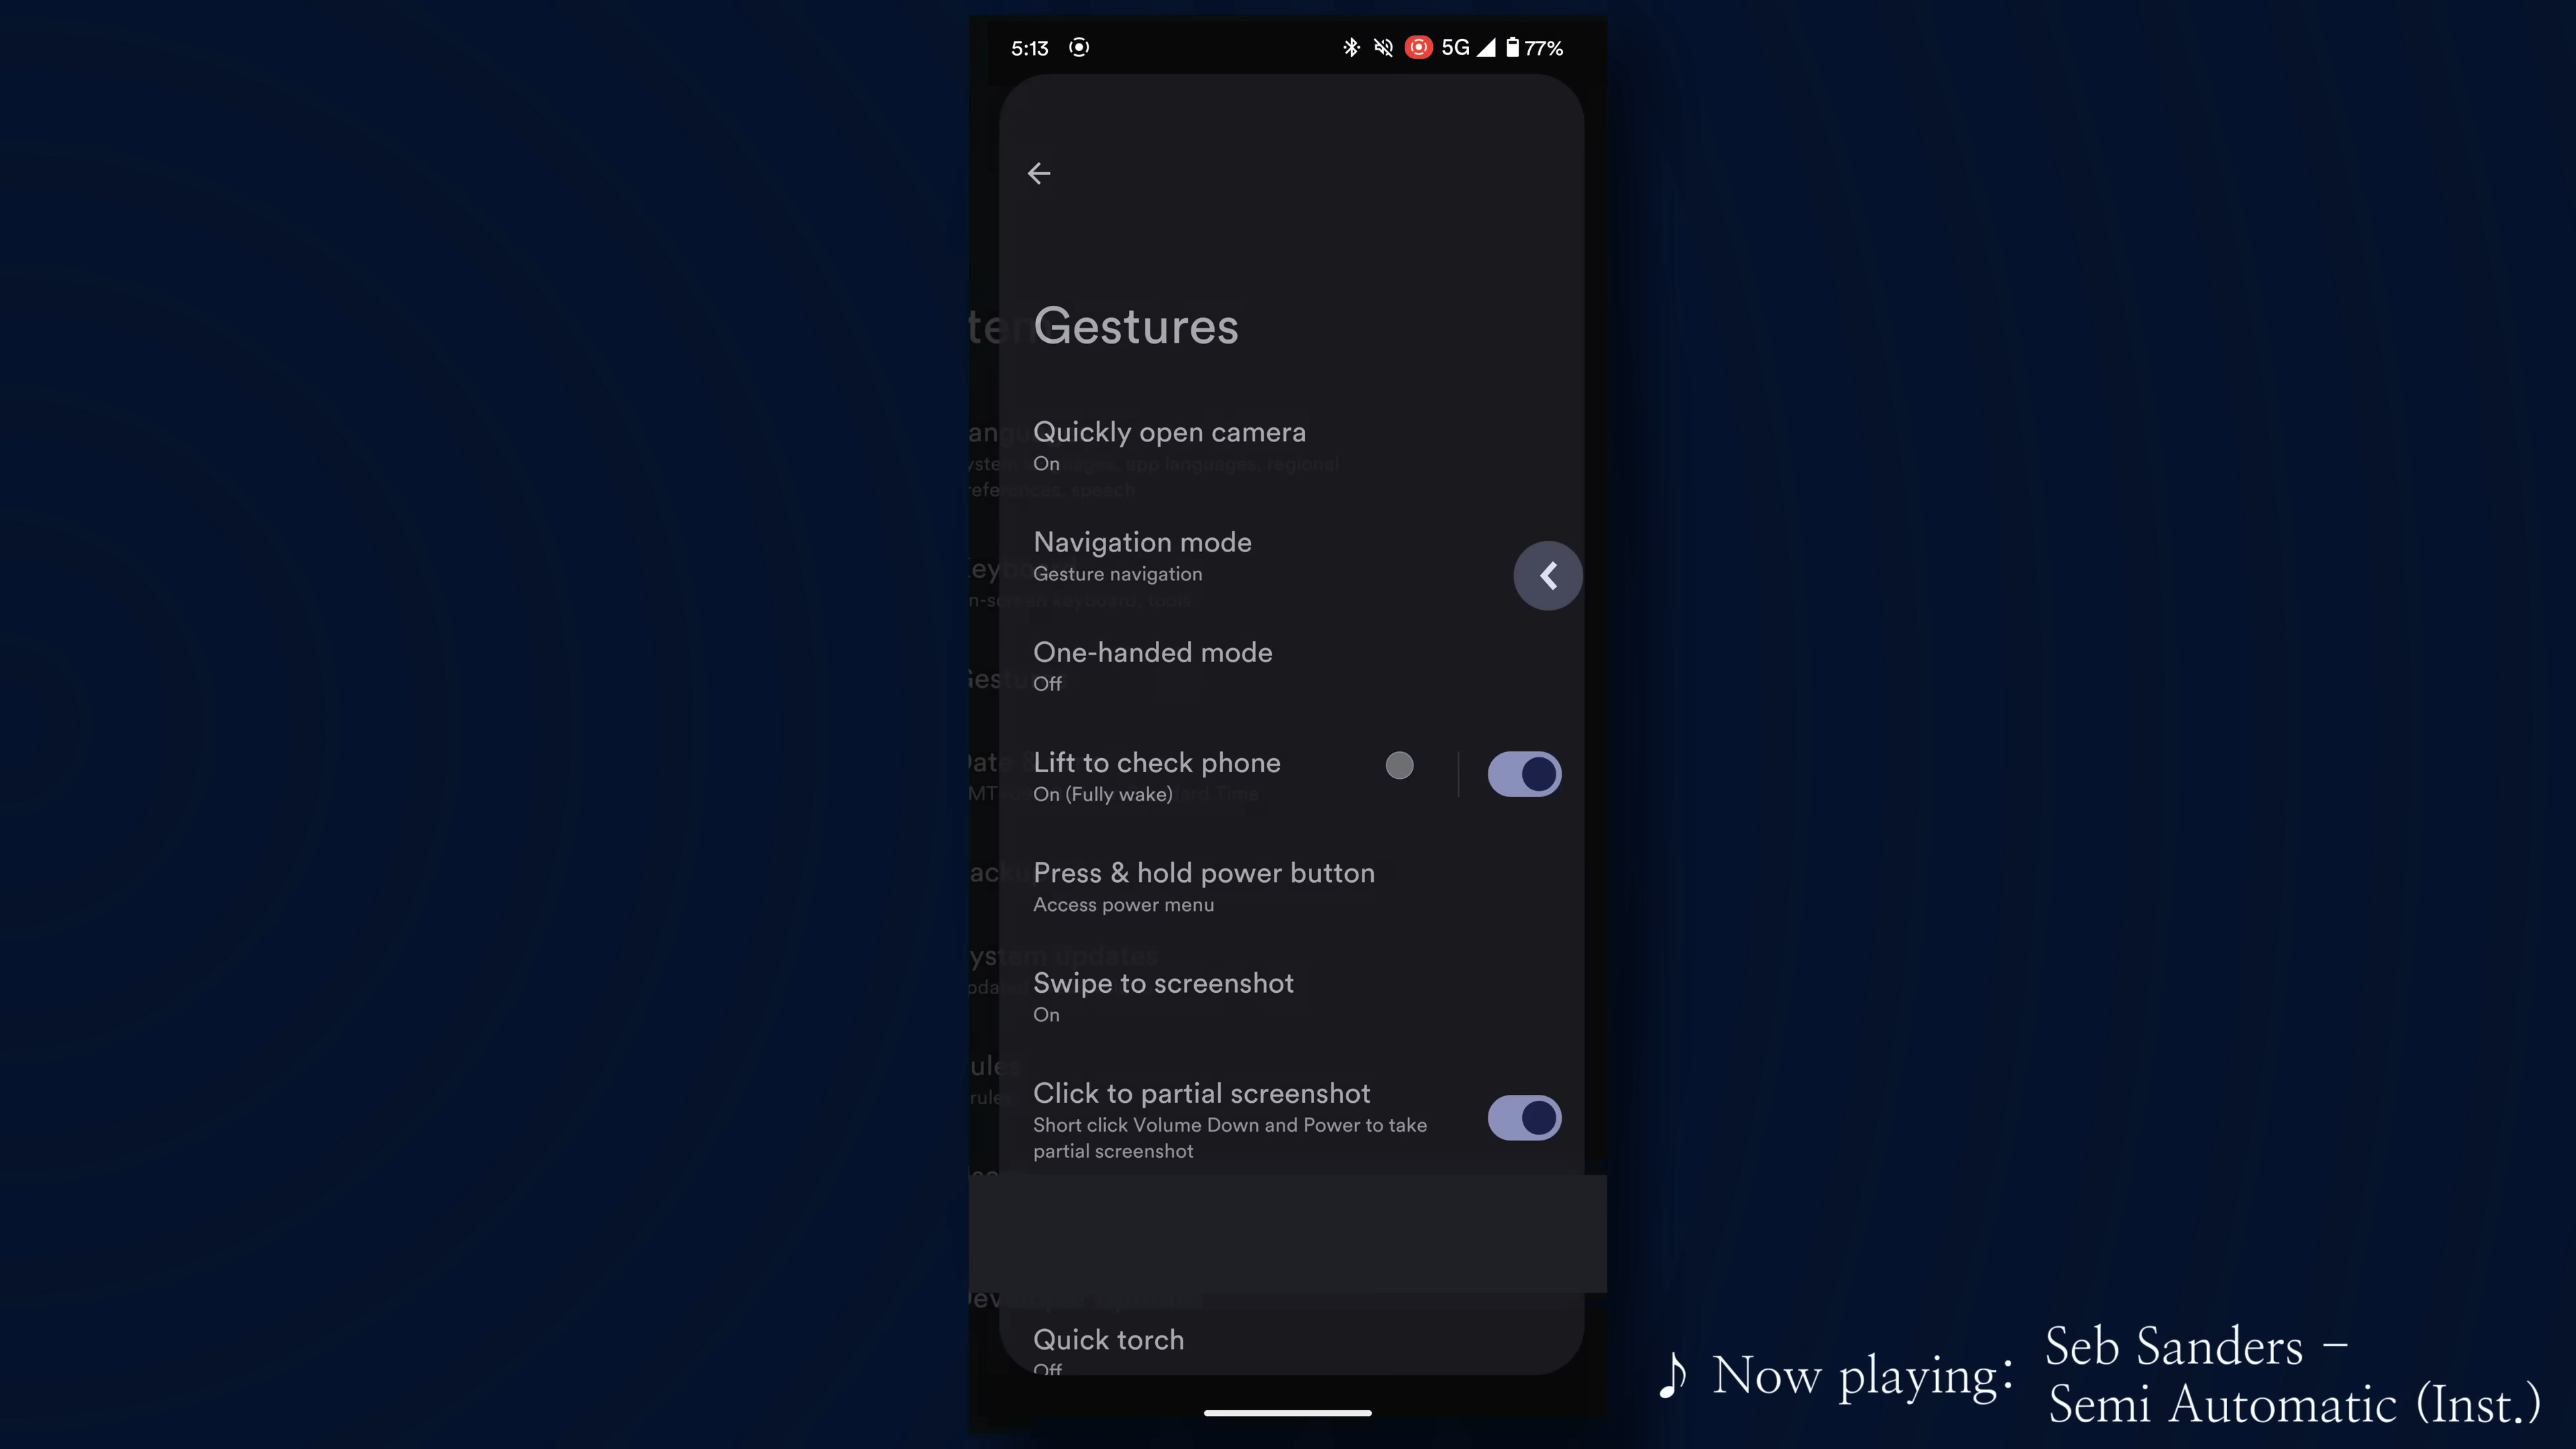 5:13
5G
77%
Gestures
Quickly open camera
On
Navigation mode
Gesture navigation
One-handed mode
Off
Lift to check phone
On (Fully wake)
Press & hold power button
Access power menu
Swipe to screenshot
On
Click to partial screenshot
Short click Volume Down and Power to take
partial screenshot
Quick torch
Off
♪ Now playing:
Seb Sanders –
Semi Automatic (Inst.)